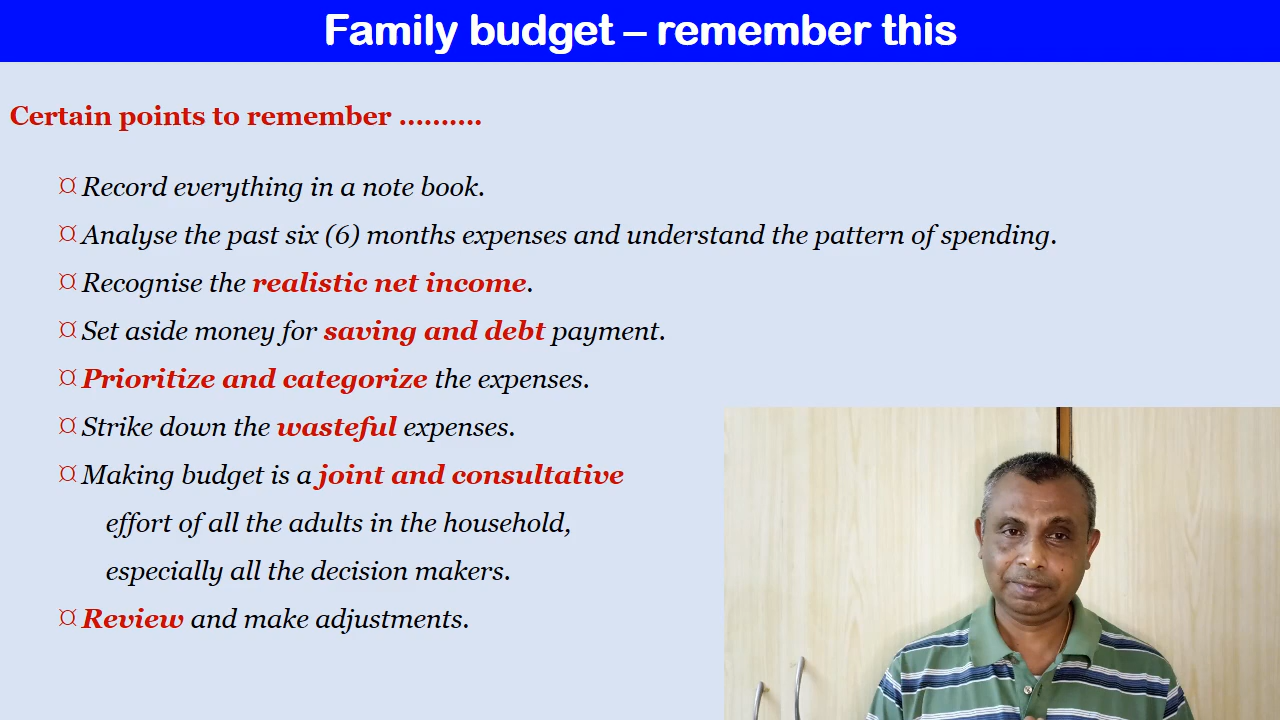 Family budget – remember this
Certain points to remember ..........
¤ Record everything in a note book.
¤ Analyse the past six (6) months expenses and understand the pattern of spending.
¤ Recognise the realistic net income.
¤ Set aside money for saving and debt payment.
¤ Prioritize and categorize the expenses.
¤ Strike down the wasteful expenses.
¤ Making budget is a joint and consultative
effort of all the adults in the household,
especially all the decision makers.
¤ Review and make adjustments.